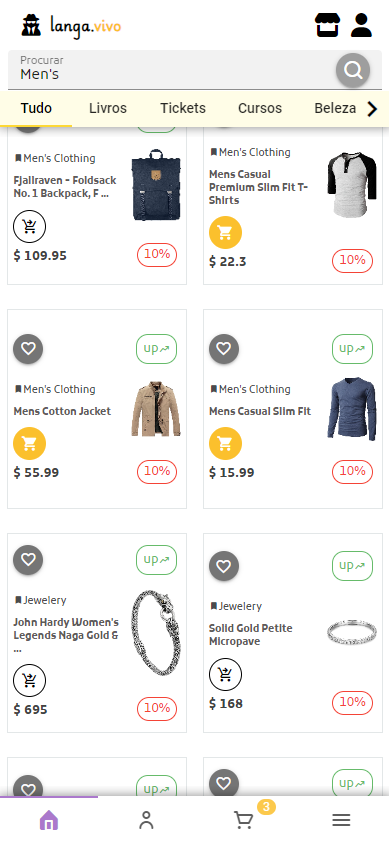 langa.vivo
Procurar
Men's
Tudo Livros Tickets Cursos Beleza
Men's Clothing
Fjallraven - Foldsack
No. 1 Backpack, F ...
$ 109.95
10%
Men's Clothing
Mens Casual
Premium Slim Fit T-
Shirts
$ 22.3
10%
up
Men's Clothing
Mens Cotton Jacket
$ 55.99
10%
up
Men's Clothing
Mens Casual Slim Fit
$ 15.99
10%
up
Jewelery
John Hardy Women's
Legends Naga Gold &
...
$ 695
10%
up
Jewelery
Solid Gold Petite
Micropave
$ 168
10%
up
up
3